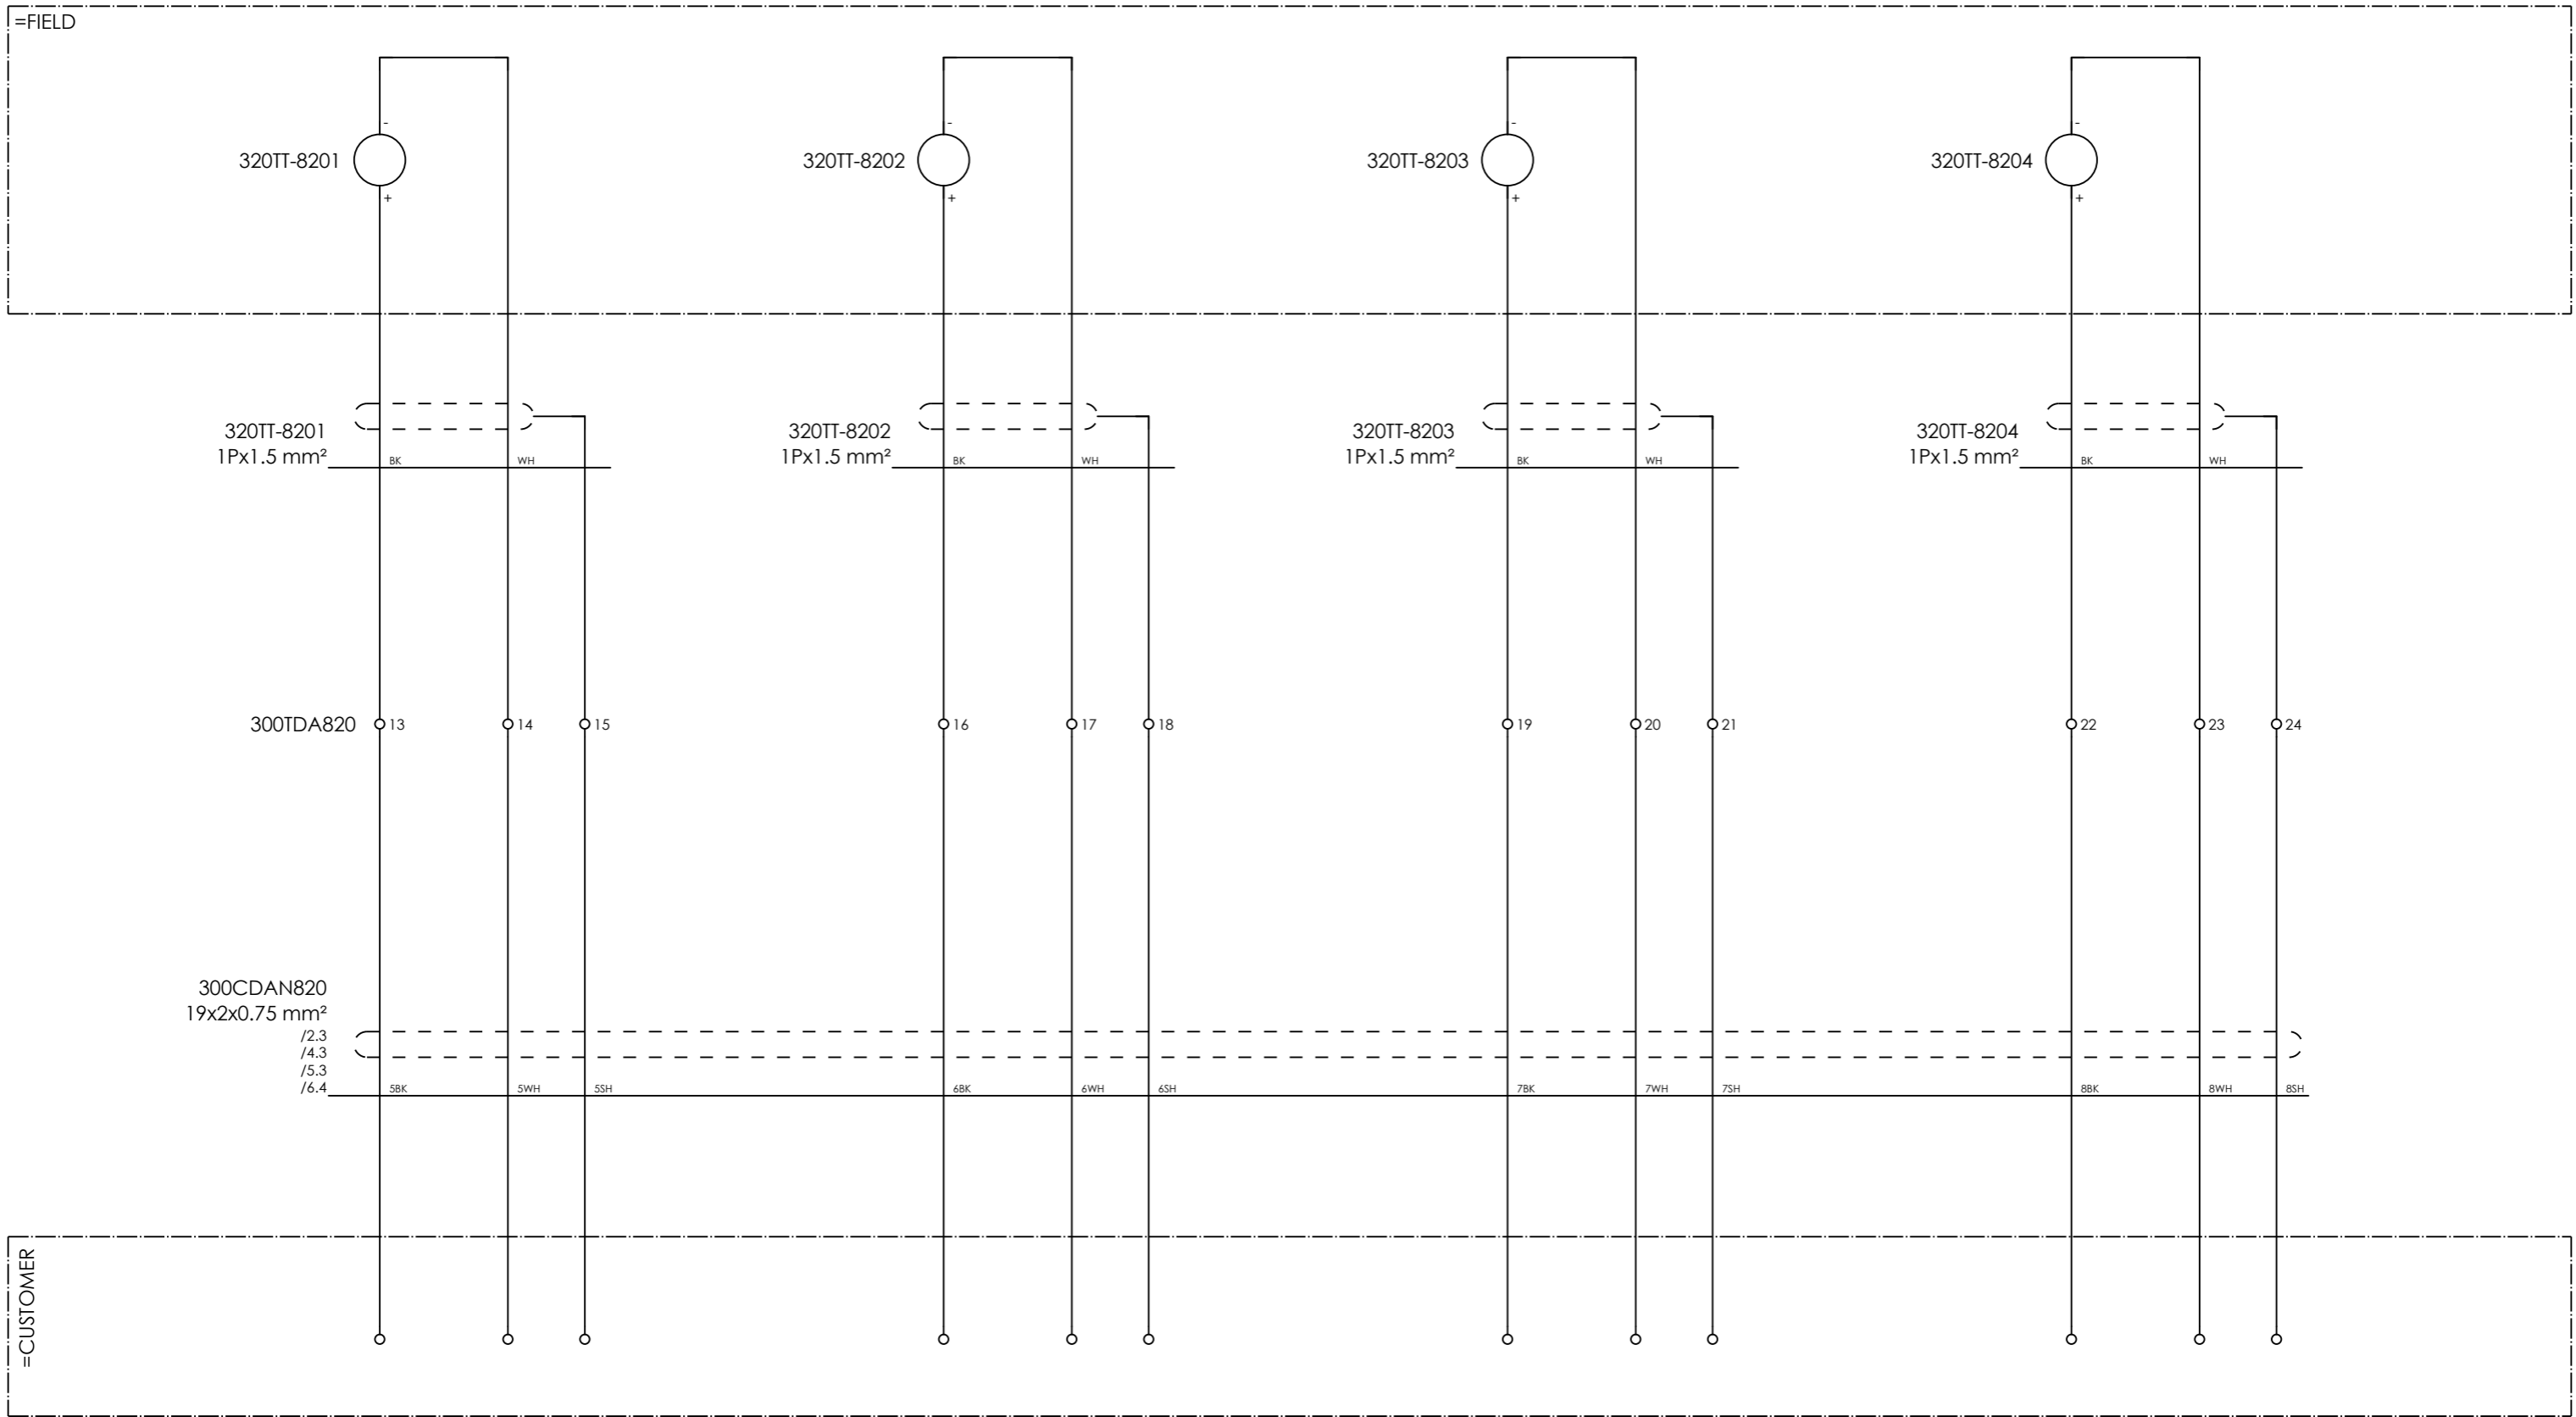 =FIELD
-
-
-
-
320TT-8201
320TT-8202
320TT-8203
320TT-8204
+
+
+
+
320TT-8201
1Px1.5 mm²
BK
WH
320TT-8202
1Px1.5 mm²
BK
WH
320TT-8203
1Px1.5 mm²
BK
WH
320TT-8204
1Px1.5 mm²
BK
WH
300TDA820
13
14
15
16
17
18
19
20
21
22
23
24
300CDAN820
19x2x0.75 mm²
/2.3
/4.3
/5.3
/6.4
5BK
5WH
5SH
6BK
6WH
6SH
7BK
7WH
7SH
8BK
8WH
8SH
=CUSTOMER